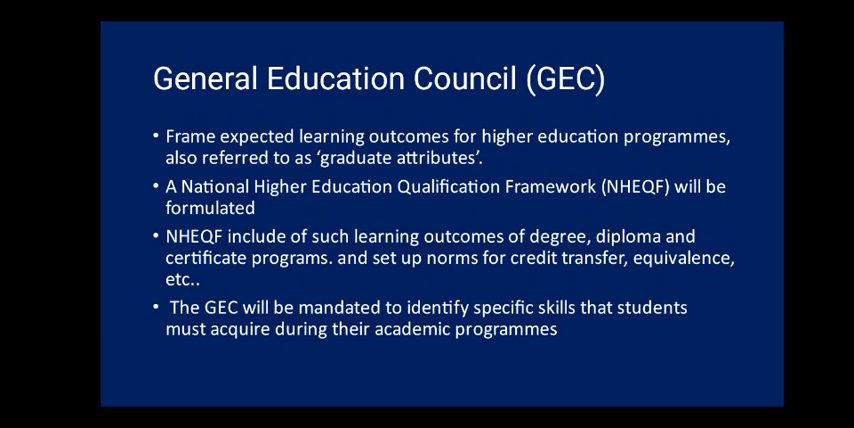 General Education Council (GEC)
• Frame expected learning outcomes for higher education programmes,
also referred to as ‘graduate attributes’.
• A National Higher Education Qualification Framework (NHEQF) will be
formulated
• NHEQF include of such learning outcomes of degree, diploma and
certificate programs. and set up norms for credit transfer, equivalence,
etc..
• The GEC will be mandated to identify specific skills that students
must acquire during their academic programmes